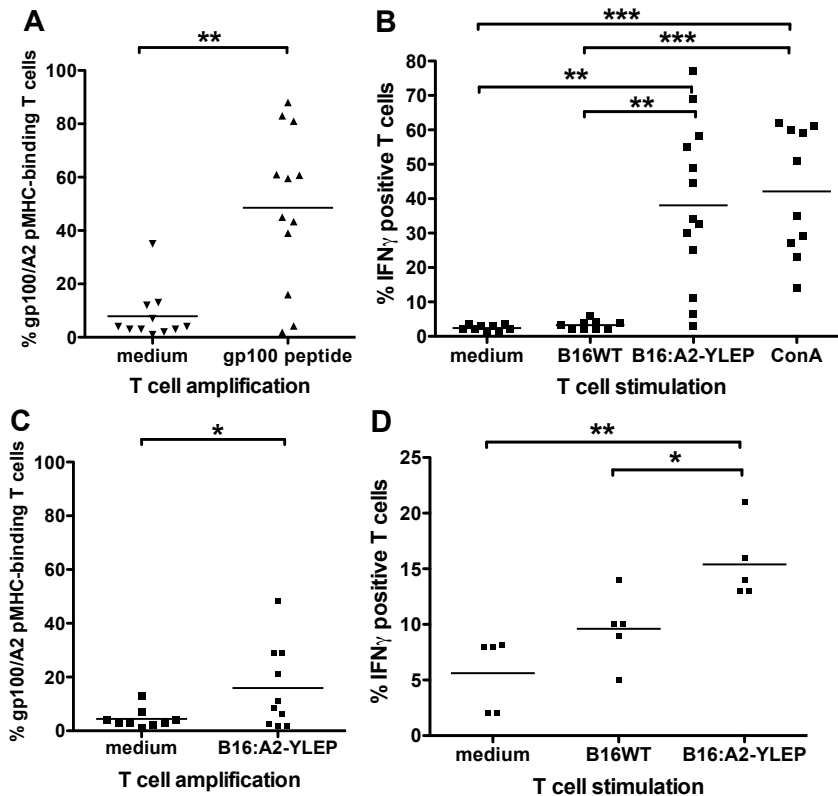 A
**
% gp100/A2 pMHC-binding T cells
100
80
60
40
20
0
medium
gp100 peptide
T cell amplification
B
***
***
**
**
% IFNγ positive T cells
80
70
60
50
40
30
20
10
0
medium
B16WT
B16:A2-YLEP
ConA
T cell stimulation
C
*
% gp100/A2 pMHC-binding T cells
100
80
60
40
20
0
medium
B16:A2-YLEP
T cell amplification
D
**
*
% IFNγ positive T cells
25
20
15
10
5
0
medium
B16WT
B16:A2-YLEP
T cell stimulation